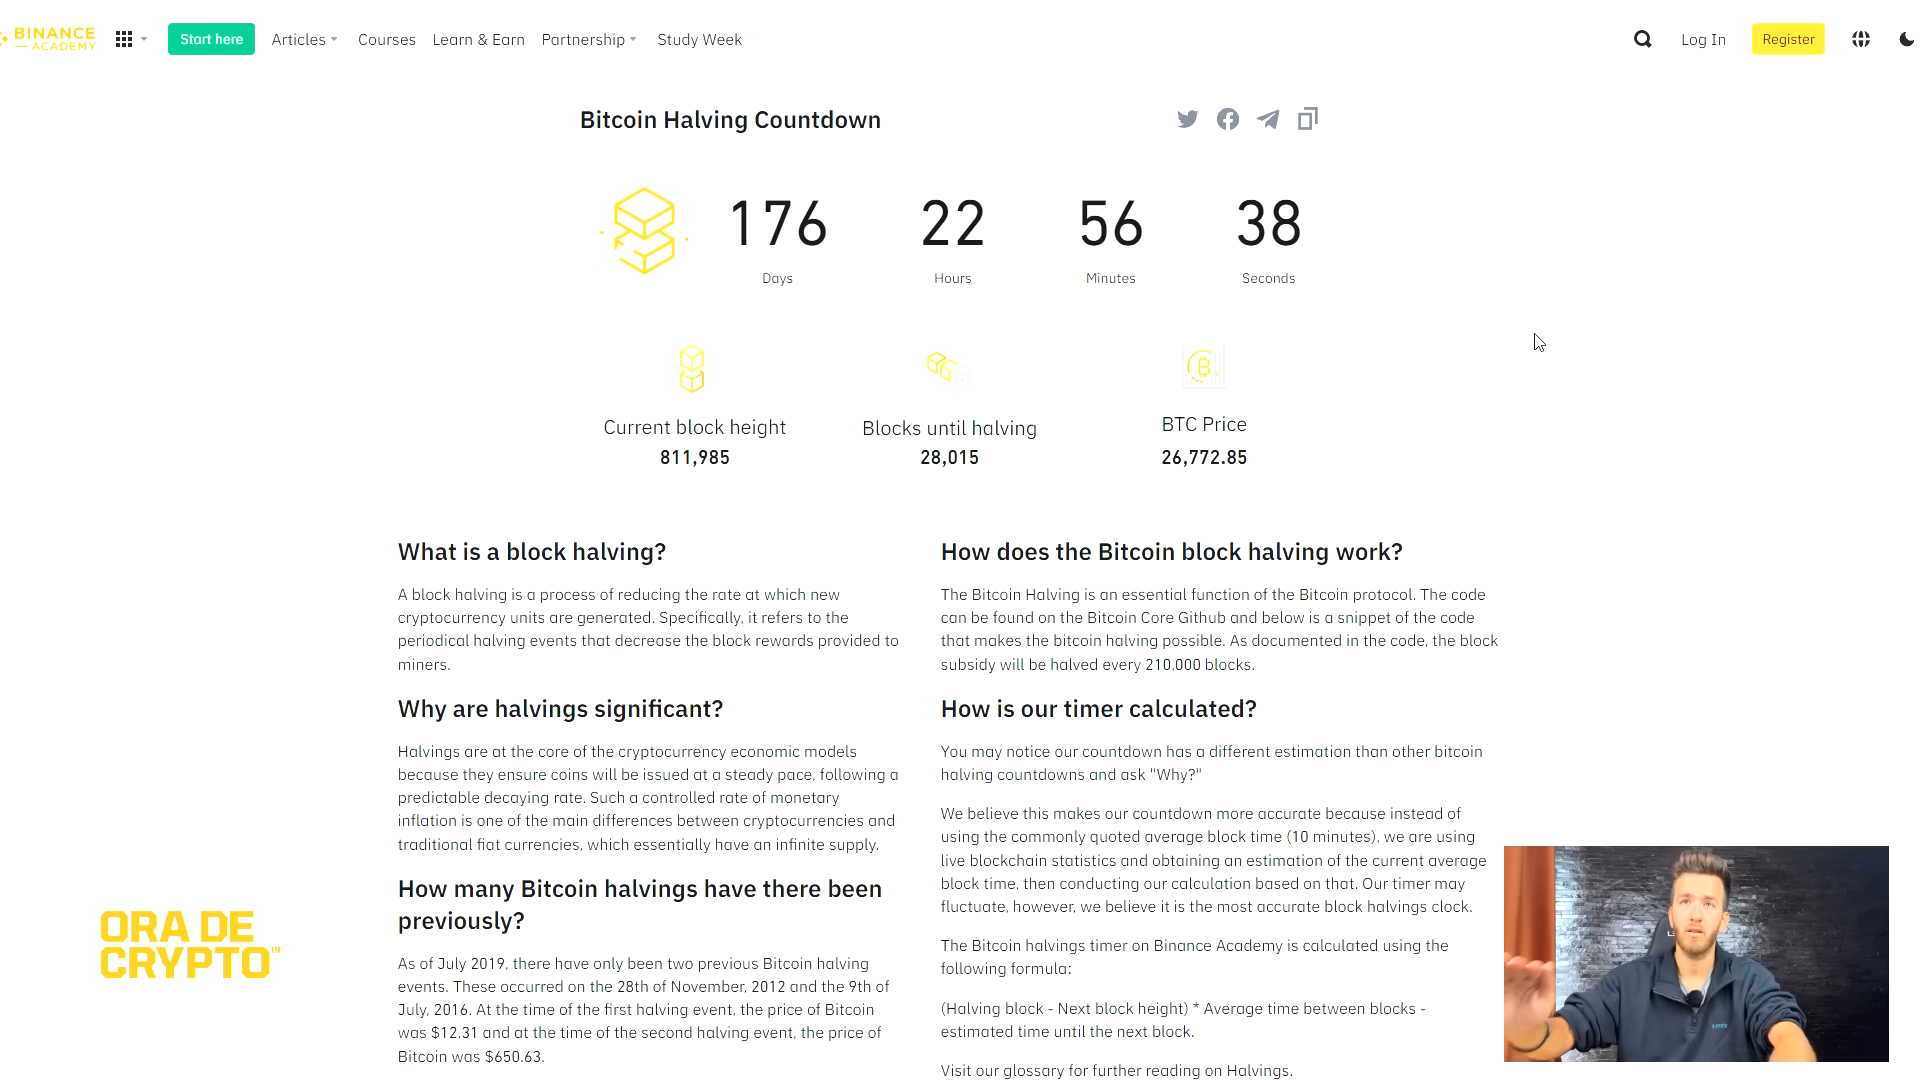 BINANCE
ACADEMY
Start here
Articles
Courses
Learn & Earn
Partnership
Study Week
Log In
Register
Bitcoin Halving Countdown
176
22
56
38
Days
Hours
Minutes
Seconds
Current block height
Blocks until halving
BTC Price
811,985
28,015
26,772.85
What is a block halving?
A block halving is a process of reducing the rate at which new
cryptocurrency units are generated. Specifically, it refers to the
periodical halving events that decrease the block rewards provided to
miners.
Why are halvings significant?
Halvings are at the core of the cryptocurrency economic models
because they ensure coins will be issued at a steady pace, following a
predictable decaying rate. Such a controlled rate of monetary
inflation is one of the main differences between cryptocurrencies and
traditional fiat currencies, which essentially have an infinite supply.
How many Bitcoin halvings have there been
previously?
As of July 2019, there have only been two previous Bitcoin halving
events. These occurred on the 28th of November, 2012 and the 9th of
July, 2016. At the time of the first halving event, the price of Bitcoin
was $12.31 and at the time of the second halving event, the price of
Bitcoin was $650.63.
How does the Bitcoin block halving work?
The Bitcoin Halving is an essential function of the Bitcoin protocol. The code
can be found on the Bitcoin Core Github and below is a snippet of the code
that makes the bitcoin halving possible. As documented in the code, the block
subsidy will be halved every 210,000 blocks.
How is our timer calculated?
You may notice our countdown has a different estimation than other bitcoin
halving countdowns and ask "Why?"
We believe this makes our countdown more accurate because instead of
using the commonly quoted average block time (10 minutes), we are using
live blockchain statistics and obtaining an estimation of the current average
block time, then conducting our calculation based on that. Our timer may
fluctuate, however, we believe it is the most accurate block halvings clock.
The Bitcoin halvings timer on Binance Academy is calculated using the
following formula:
(Halving block - Next block height) * Average time between blocks -
estimated time until the next block.
Visit our glossary for further reading on Halvings.
ORA DE
CRYPTO™